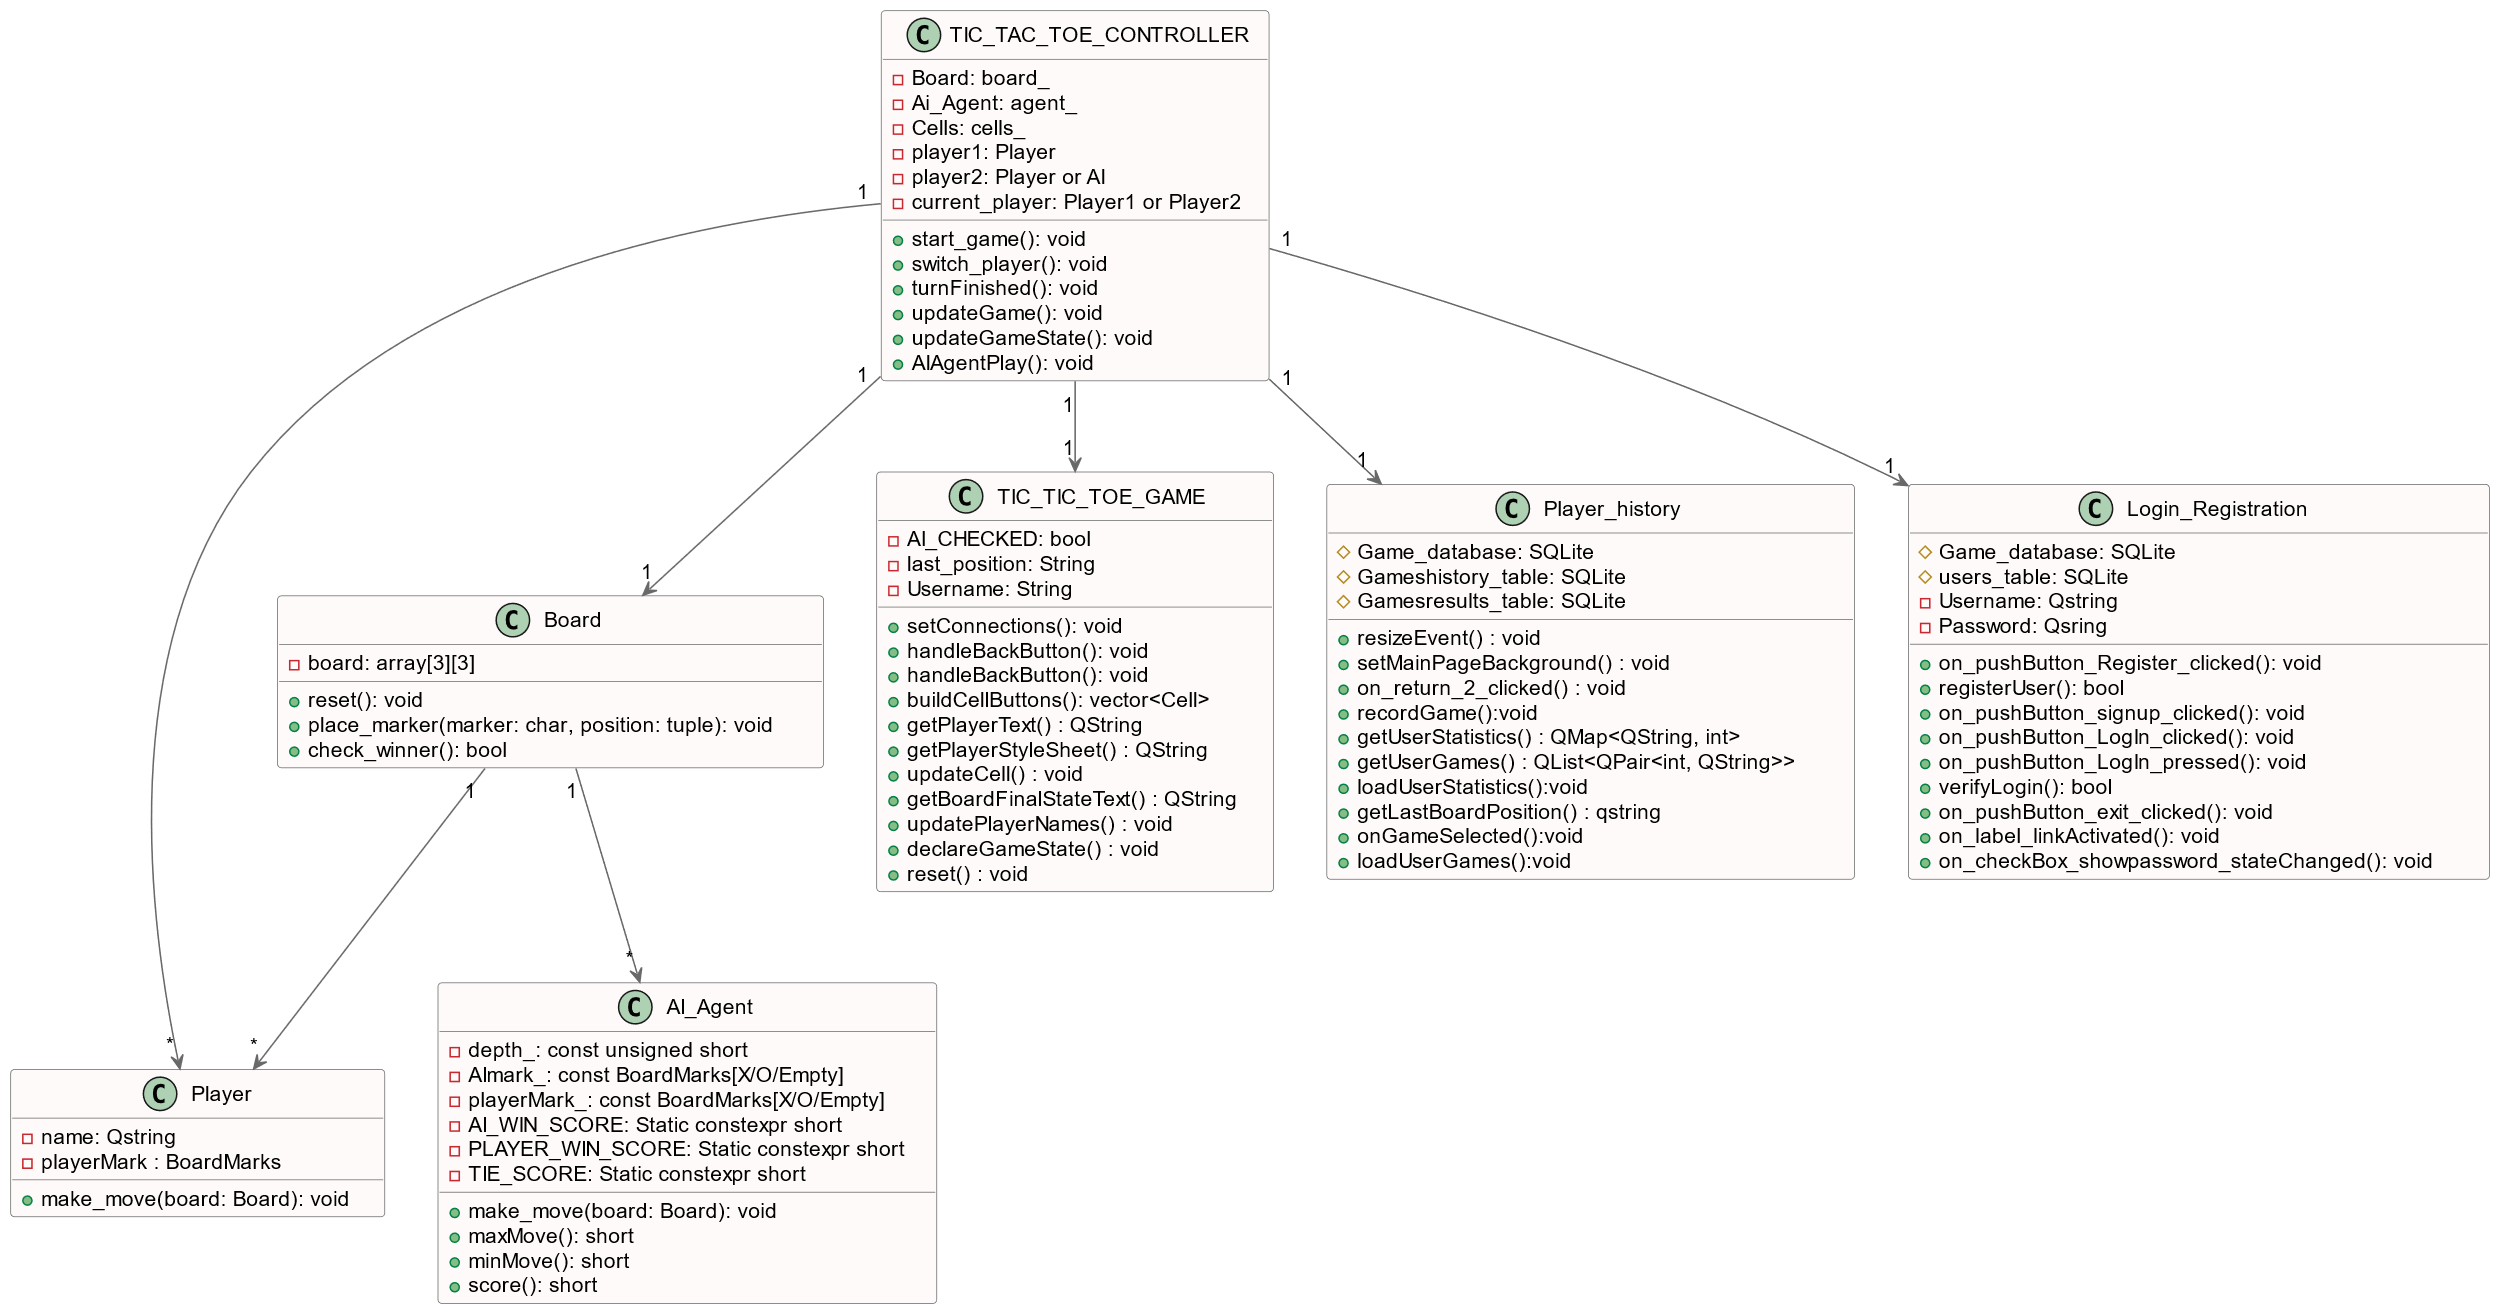 C TIC_TAC_TOE_CONTROLLER
Board: board_
Ai_Agent: agent_
Cells: cells_
player1: Player
player2: Player or AI
current_player: Player1 or Player2
start_game(): void
switch_player(): void
turnFinished(): void
updateGame(): void
updateGameState(): void
AIAgentPlay(): void
1
1
1
1
1
1
1
1
1
C TIC_TIC_TOE_GAME
AI_CHECKED: bool
last_position: String
Username: String
setConnections(): void
handleBackButton(): void
handleBackButton(): void
buildCellButtons(): vector<Cell>
getPlayerText() : QString
getPlayerStyleSheet() : QString
updateCell() : void
getBoardFinalStateText() : QString
updatePlayerNames() : void
declareGameState() : void
reset() : void
C Player_history
Game_database: SQLite
Gameshistory_table: SQLite
Gamesresults_table: SQLite
resizeEvent() : void
setMainPageBackground() : void
on_return_2_clicked() : void
recordGame():void
getUserStatistics() : QMap<QString, int>
getUserGames() : QList<QPair<int, QString>>
loadUserStatistics():void
getLastBoardPosition() : qstring
onGameSelected():void
loadUserGames():void
C Login_Registration
Game_database: SQLite
users_table: SQLite
Username: Qstring
Password: Qsring
on_pushButton_Register_clicked(): void
registerUser(): bool
on_pushButton_signup_clicked(): void
on_pushButton_LogIn_clicked(): void
on_pushButton_LogIn_pressed(): void
verifyLogin(): bool
on_pushButton_exit_clicked(): void
on_label_linkActivated(): void
on_checkBox_showpassword_stateChanged(): void
C Board
board: array[3][3]
reset(): void
place_marker(marker: char, position: tuple): void
check_winner(): bool
1
1
*
*
*
C Player
name: Qstring
playerMark : BoardMarks
make_move(board: Board): void
C AI_Agent
depth_: const unsigned short
AImark_: const BoardMarks[X/O/Empty]
playerMark_: const BoardMarks[X/O/Empty]
AI_WIN_SCORE: Static constexpr short
PLAYER_WIN_SCORE: Static constexpr short
TIE_SCORE: Static constexpr short
make_move(board: Board): void
maxMove(): short
minMove(): short
score(): short